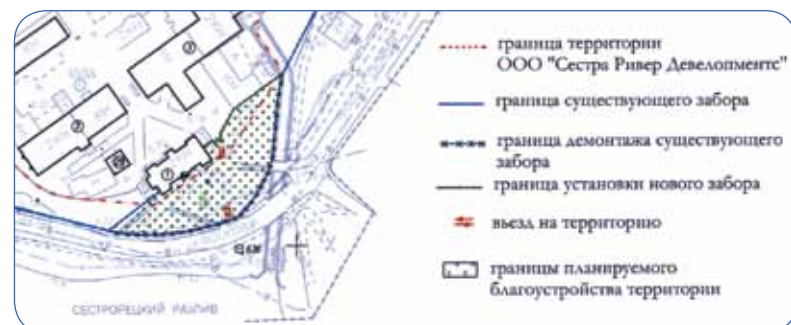 граница территории
ООО "Сестра Ривер Девелопментс"
граница существующего забора
граница демонтажа существующего
забора
граница установки нового забора
въезд на территорию
границы планируемого
благоустройства территории
СЕСТРОРЕЦКИЙ РАЗЛИВ